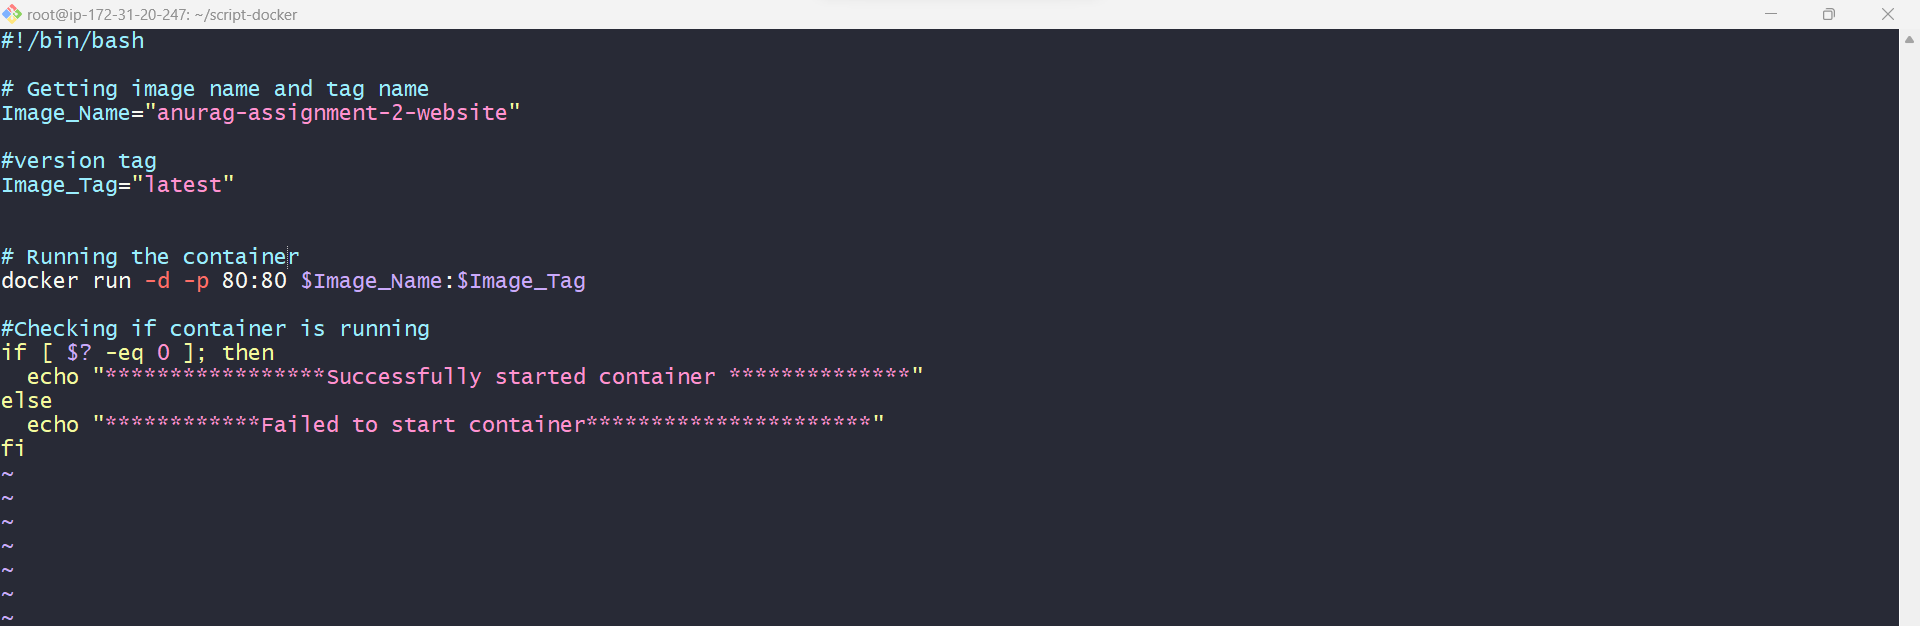 root@ip-172-31-20-247: ~/script-docker
#!/bin/bash
# Getting image name and tag name
Image_Name="anurag-assignment-2-website"
#version tag
Image_Tag="latest"
# Running the container
docker run -d -p 80:80 $Image_Name:$Image_Tag
#Checking if container is running
if [ $? -eq 0 ]; then
  echo "*****************Successfully started container **************"
else
  echo "************Failed to start container**********************"
fi
~
~
~
~
~
~
~